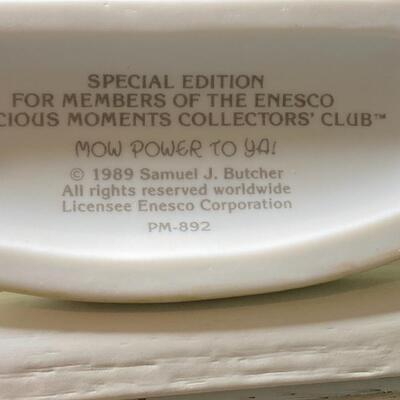 SPECIAL EDITION
FOR MEMBERS OF THE ENESCO
CIOUS MOMENTS COLLECTORS' CLUB™
MOW POWER TO YA!
© 1989 Samuel J. Butcher
All rights reserved worldwide
Licensee Enesco Corporation
PM-892